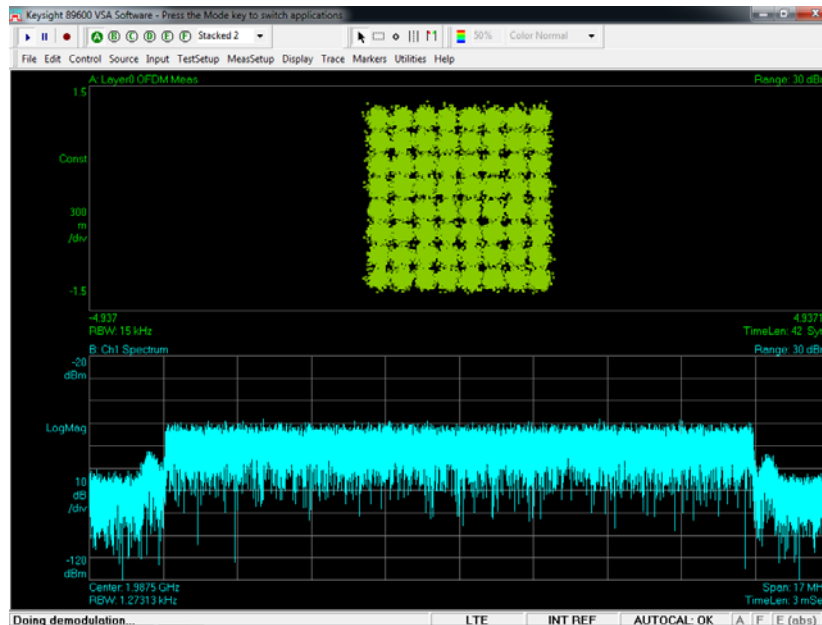 Keysight 89600 VSA Software - Press the Mode key to switch applications
A B C D E F Stacked 2 50% Color Normal
File Edit Control Source Input TestSetup MeasSetup Display Trace Markers Utilities Help
A: Layer0 OFDM Meas Range: 30 dBm
1.5
Const
300
m
/div
-1.5
-4.937 4.9371
RBW: 15 kHz TimeLen: 42 Sym
B: Ch1 Spectrum Range: 30 dBm
-20
dBm
LogMag
10
dB
/div
-120
dBm
Center: 1.9875 GHz Span: 17 MHz
RBW: 1.27313 kHz TimeLen: 3 mSec
Doing demodulation... LTE INT REF AUTOCAL: OK A F E (abs)